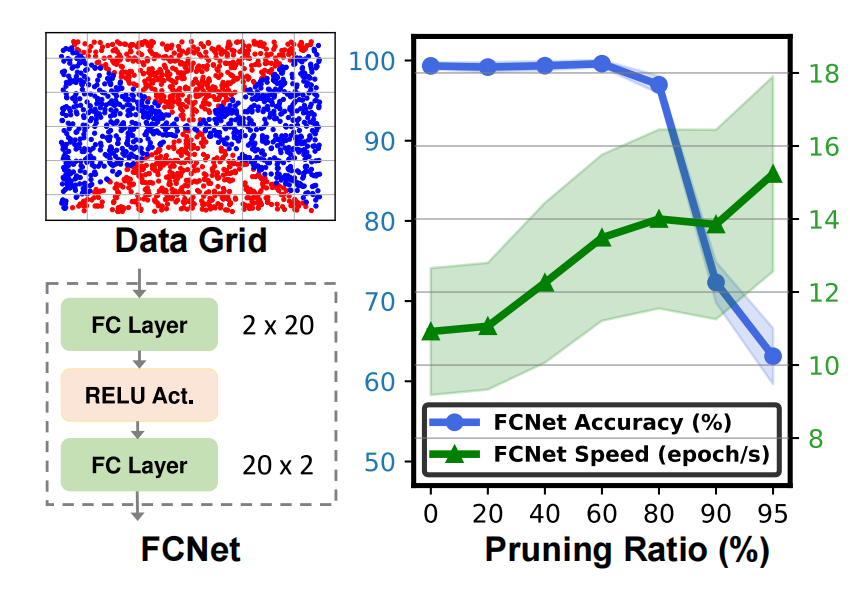 Data Grid
FC Layer
2 x 20
RELU Act.
FC Layer
20 x 2
FCNet
100
90
80
70
60
50
18
16
14
12
10
8
FCNet Accuracy (%)
FCNet Speed (epoch/s)
0 20 40 60 80 90 95
Pruning Ratio (%)